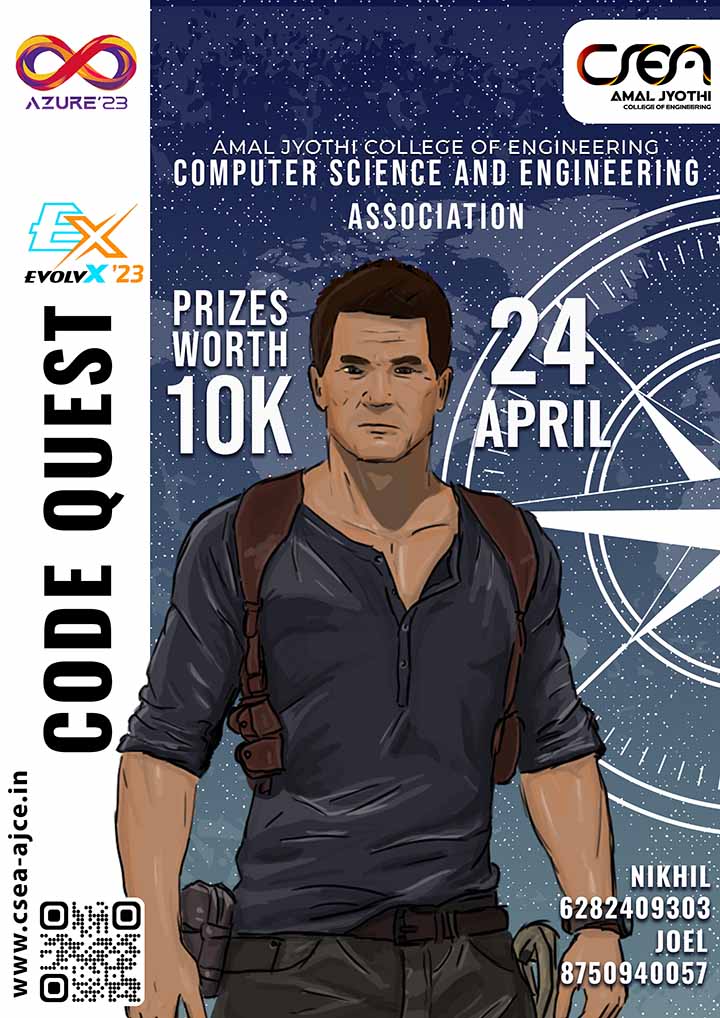 AZURE'23
CSEA
AMAL JYOTHI
COLLEGE OF ENGINEERING
AMAL JYOTHI COLLEGE OF ENGINEERING
COMPUTER SCIENCE AND ENGINEERING
ASSOCIATION
EX
EVOLVX '23
PRIZES
WORTH
10K
24
APRIL
CODE QUEST
www.csea-ajce.in
NIKHIL
6282409303
JOEL
8750940057